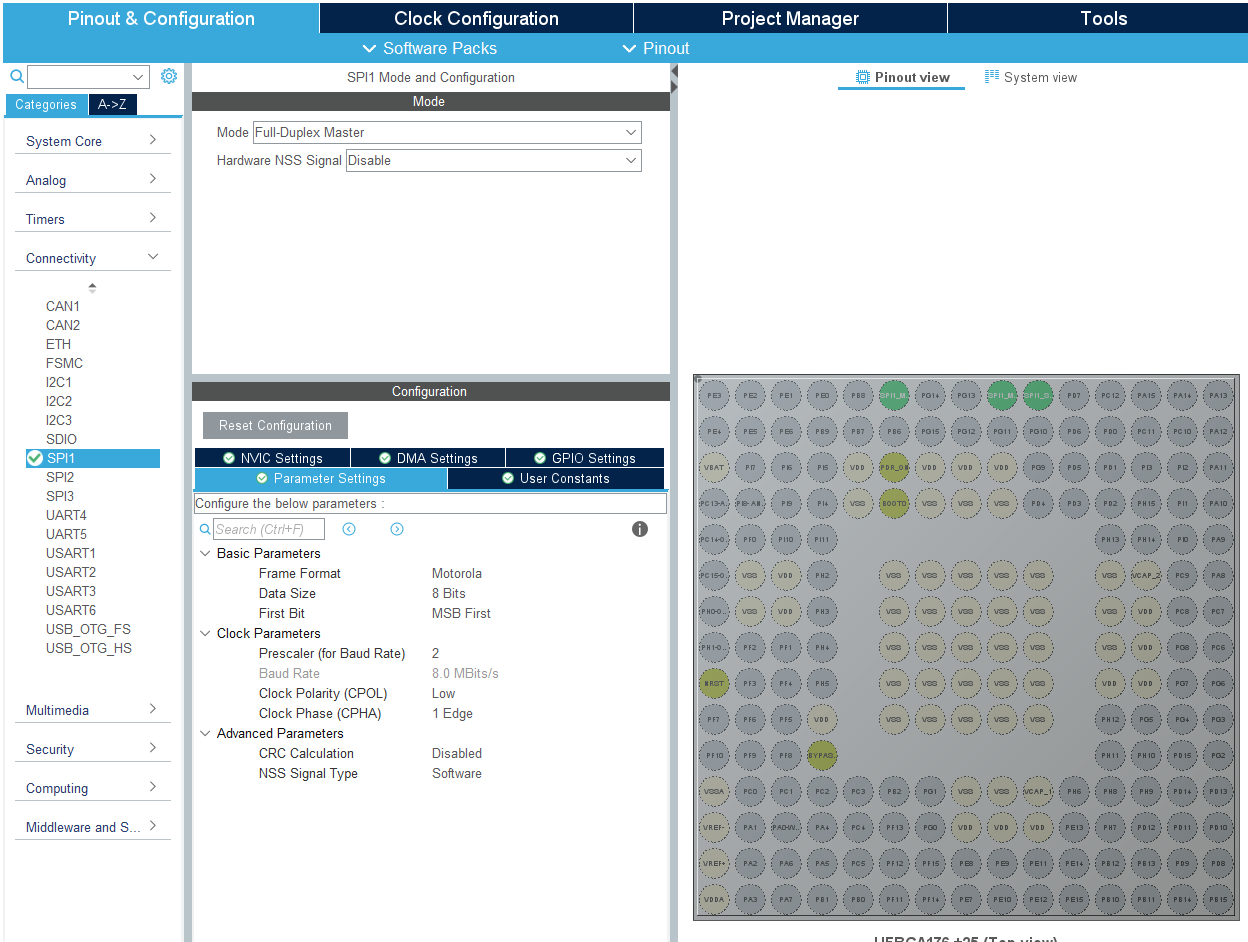 Pinout & Configuration
Clock Configuration
Project Manager
Tools
Software Packs
Pinout
Categories
A->Z
System Core
Analog
Timers
Connectivity
CAN1
CAN2
ETH
FSMC
I2C1
I2C2
I2C3
SDIO
SPI1
SPI2
SPI3
UART4
UART5
USART1
USART2
USART3
USART6
USB_OTG_FS
USB_OTG_HS
Multimedia
Security
Computing
Middleware and S...
SPI1 Mode and Configuration
Mode
Mode Full-Duplex Master
Hardware NSS Signal Disable
Configuration
Reset Configuration
NVIC Settings
DMA Settings
GPIO Settings
Parameter Settings
User Constants
Configure the below parameters :
Search (Ctrl+F)
Basic Parameters
Frame Format Motorola
Data Size 8 Bits
First Bit MSB First
Clock Parameters
Prescaler (for Baud Rate) 2
Baud Rate 8.0 MBits/s
Clock Polarity (CPOL) Low
Clock Phase (CPHA) 1 Edge
Advanced Parameters
CRC Calculation Disabled
NSS Signal Type Software
Pinout view
System view
PE3 PE2 PE1 PE0 PB8 SPI1_M. PG14 PG13 SPI1_M. SPI1_S. PD7 PC12 PA15 PA14 PA13
PE4 PE5 PE6 PB9 PB7 PB6 PG15 PG12 PG11 PG10 PD6 PD0 PC11 PC10 PA12
VBAT PI7 PI6 PI5 VDD PDR_ON VDD VDD VDD PG9 PD5 PD1 PI3 PI2 PA11
PC13-A. PI8-AN. PI9 PI4 VSS BOOT0 VSS VSS VSS PD4 PD3 PD2 PH15 PI1 PA10
PC14-O. PF0 PI10 PI11 PH13 PH14 PI0 PA9
PC15-O. VSS VDD PH2 VSS VSS VSS VSS VSS VSS VCAP_2 PC9 PA8
PH0-O. VSS VDD PH3 VSS VSS VSS VSS VSS VSS VDD PC8 PC7
PH1-O. PF2 PF1 PH4 VSS VSS VSS VSS VSS VSS VDD PG8 PC6
NRST PF3 PF4 PH5 VSS VSS VSS VSS VSS VDD VDD PG7 PG6
PF7 PF6 PF5 VDD VSS VSS VSS VSS VSS PH12 PG5 PG4 PG3
PF10 PF9 PF8 BYPAS. PH11 PH10 PD15 PG2
VSSA PC0 PC1 PC2 PC3 PB2 PG1 VSS VSS VCAP_1 PH6 PH8 PH9 PD14 PD13
VREF- PA1 PA0-W. PA4 PC4 PF13 PG0 VDD VDD VDD PE13 PH7 PD12 PD11 PD10
VREF+ PA2 PA6 PA5 PC5 PF12 PF15 PE8 PE9 PE11 PE14 PB12 PB13 PD9 PD8
VDDA PA3 PA7 PB1 PB0 PF11 PF14 PE7 PE10 PE12 PE15 PB10 PB11 PB14 PB15
UFBGA176 +25 (Top view)